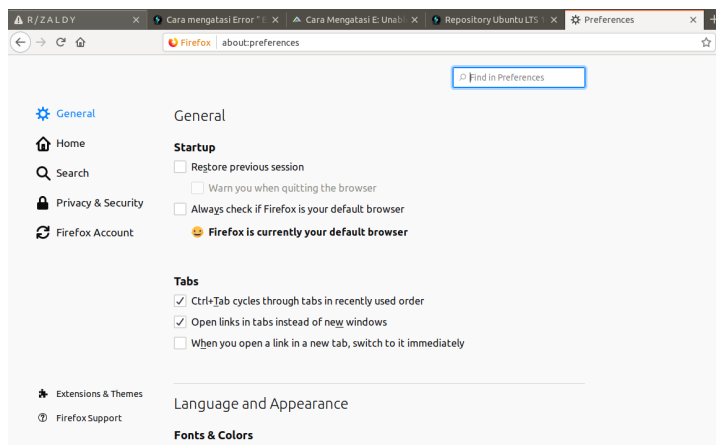 R/ZALDY
Cara mengatasi Error " E
Cara Mengatasi E: Unabl
Repository Ubuntu LTS 1
Preferences
Firefox about:preferences
Find in Preferences
General
Home
Search
Privacy & Security
Firefox Account
Extensions & Themes
Firefox Support
General
Startup
Restore previous session
Warn you when quitting the browser
Always check if Firefox is your default browser
Firefox is currently your default browser
Tabs
Ctrl+Tab cycles through tabs in recently used order
Open links in tabs instead of new windows
When you open a link in a new tab, switch to it immediately
Language and Appearance
Fonts & Colors